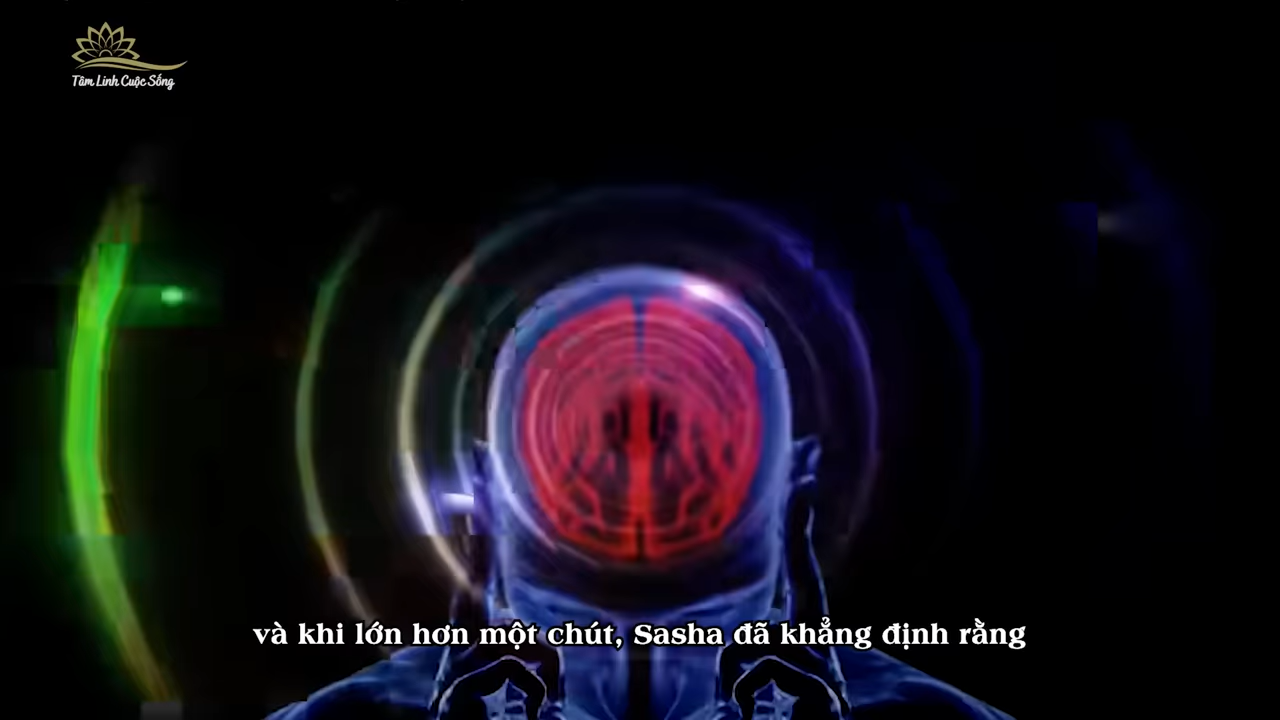 Tâm Linh Cuộc Sống
và khi lớn hơn một chút, Sasha đã khẳng định rằng